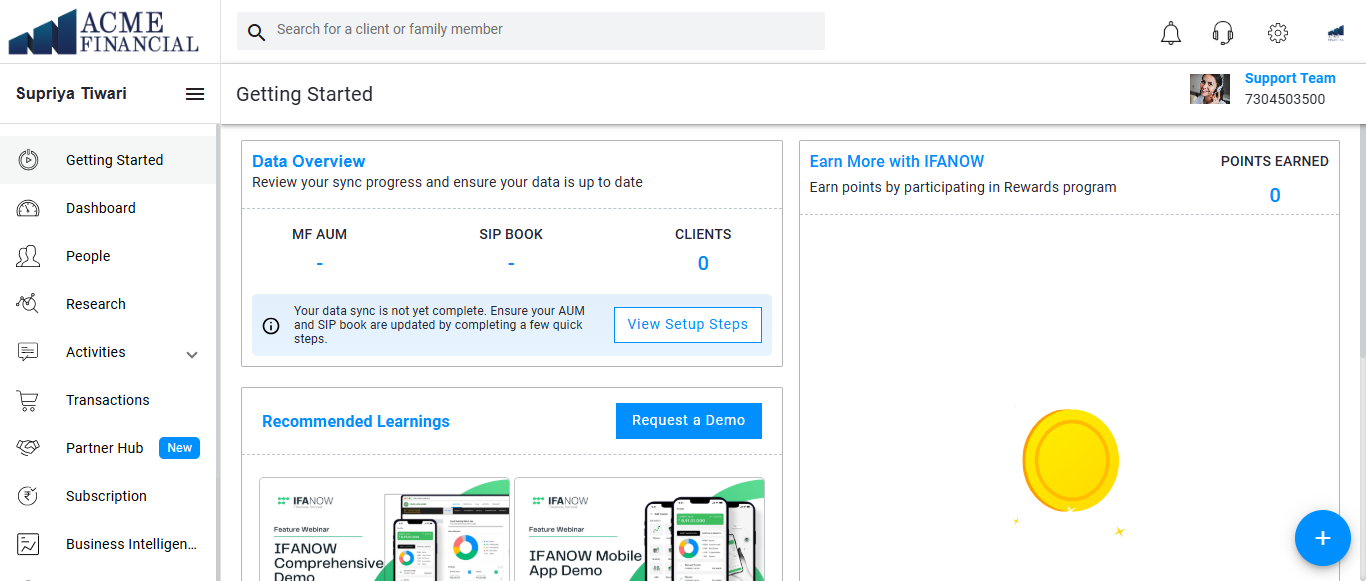 ACME
FINANCIAL
Search for a client or family member
Supriya Tiwari
Getting Started
Support Team
7304503500
Getting Started
Dashboard
People
Research
Activities
Transactions
Partner Hub New
Subscription
Business Intelligen...
Data Overview
Review your sync progress and ensure your data is up to date
MF AUM SIP BOOK CLIENTS
- - 0
Your data sync is not yet complete. Ensure your AUM
and SIP book are updated by completing a few quick
steps.
View Setup Steps
Recommended Learnings
Request a Demo
IFANOW
Feature Webinar
IFANOW
Comprehensive
Demo
IFANOW
Feature Webinar
IFANOW Mobile
App Demo
Earn More with IFANOW
Earn points by participating in Rewards program
POINTS EARNED
0
+